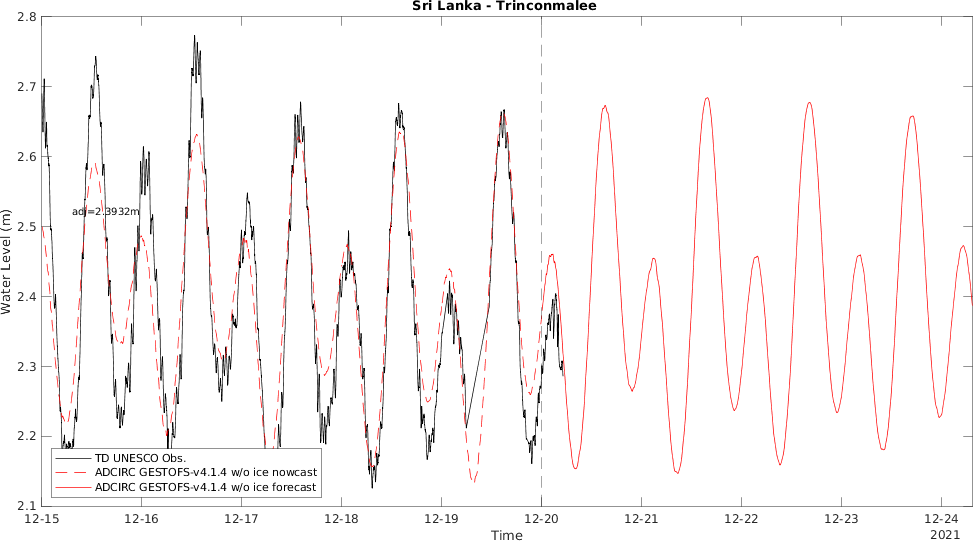 Sri Lanka - Trinconmalee
2.8
2.7
2.6
2.5
2.4
2.3
2.2
2.1
Water Level (m)
adj=2.3932m
TD UNESCO Obs.
ADCIRC GESTOFS-v4.1.4 w/o ice nowcast
ADCIRC GESTOFS-v4.1.4 w/o ice forecast
12-15 12-16 12-17 12-18 12-19 12-20 12-21 12-22 12-23 12-24
Time
2021